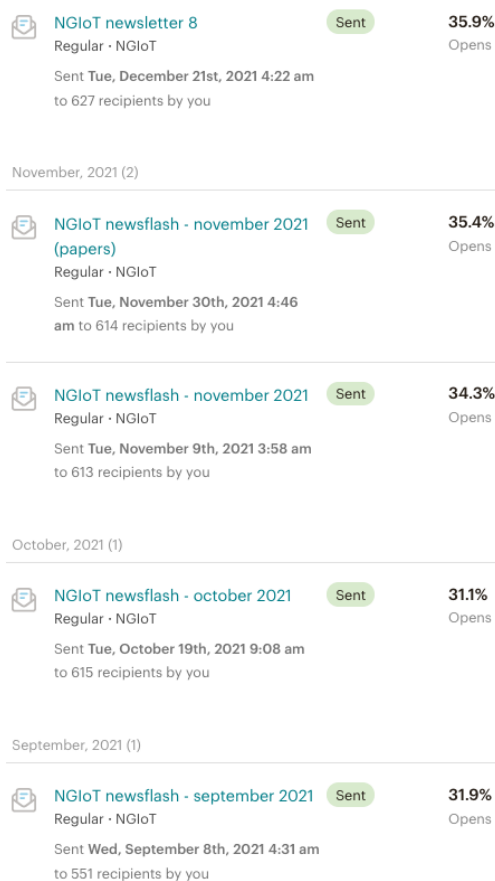 NGIoT newsletter 8
Sent
35.9%
Regular · NGIoT
Opens
Sent Tue, December 21st, 2021 4:22 am
to 627 recipients by you
November, 2021 (2)
NGIoT newsflash - november 2021
(papers)
Sent
35.4%
Opens
Regular · NGIoT
Sent Tue, November 30th, 2021 4:46
am to 614 recipients by you
NGIoT newsflash - november 2021
Sent
34.3%
Regular · NGIoT
Opens
Sent Tue, November 9th, 2021 3:58 am
to 613 recipients by you
October, 2021 (1)
NGIoT newsflash - october 2021
Sent
31.1%
Regular · NGIoT
Opens
Sent Tue, October 19th, 2021 9:08 am
to 615 recipients by you
September, 2021 (1)
NGIoT newsflash - september 2021
Sent
31.9%
Regular · NGIoT
Opens
Sent Wed, September 8th, 2021 4:31 am
to 551 recipients by you